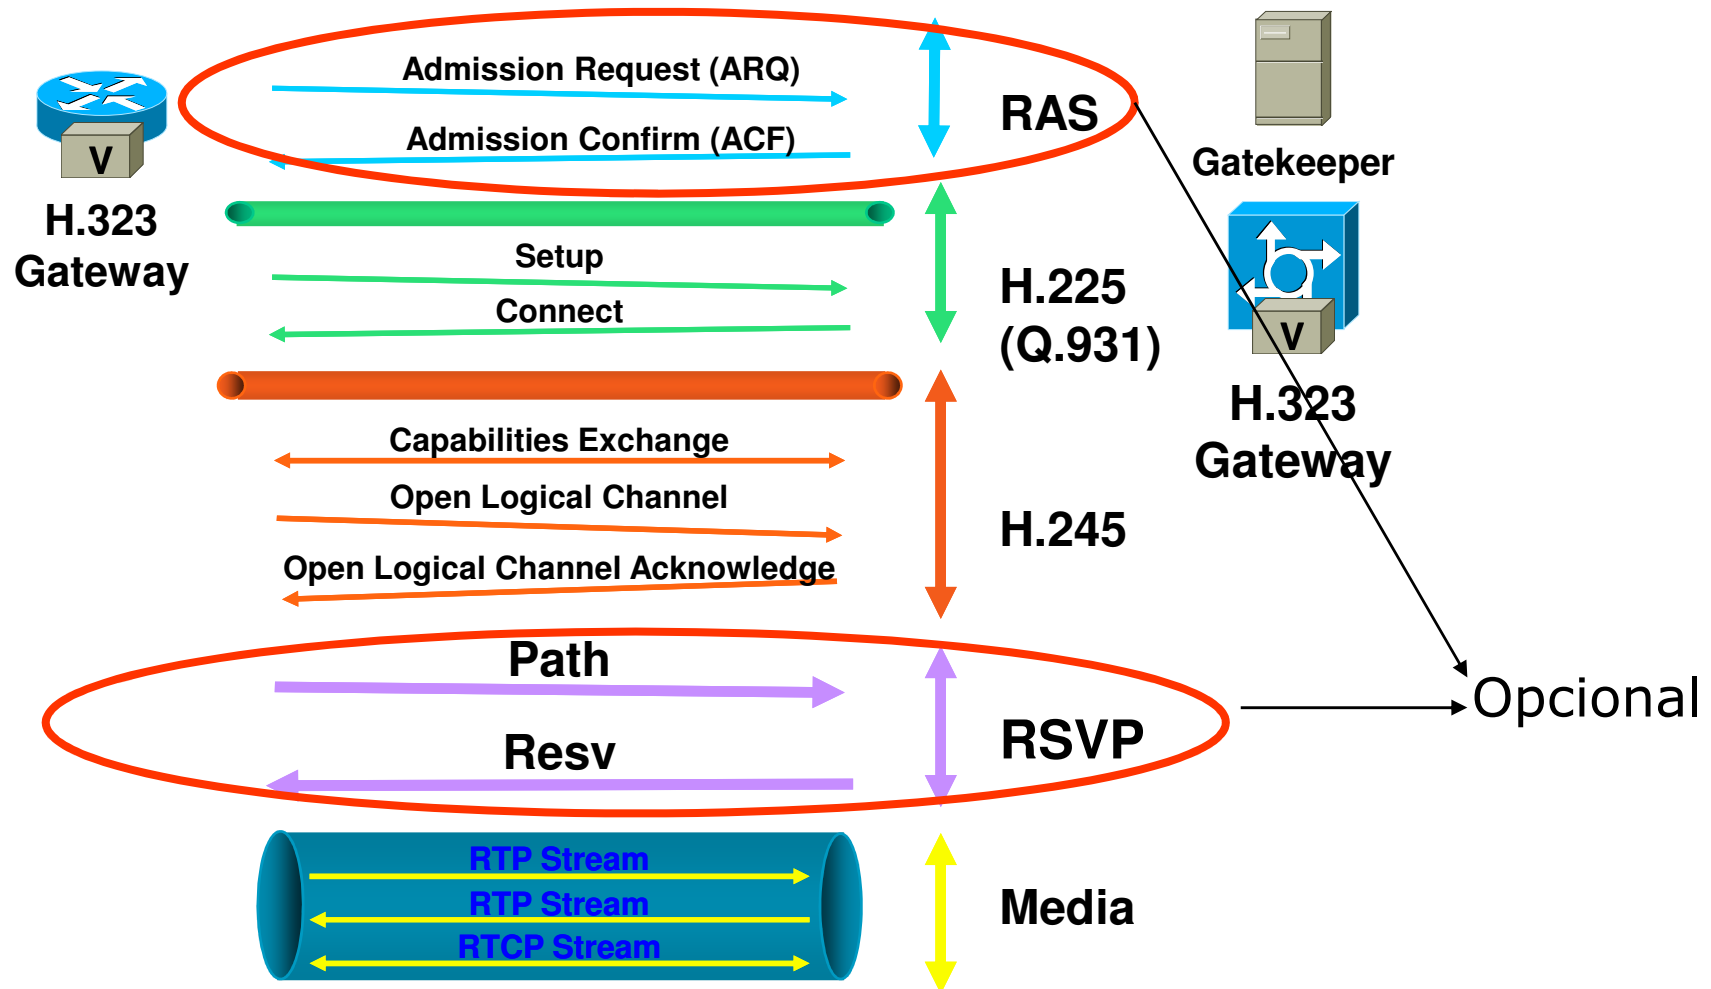 Admission Request (ARQ)
RAS
Admission Confirm (ACF)
V
Gatekeeper
H.323
Gateway
Setup
Connect
H.225
(Q.931)
V
H.323
Gateway
Capabilities Exchange
Open Logical Channel
H.245
Open Logical Channel Acknowledge
Path
Resv
RSVP
Opcional
RTP Stream
RTP Stream
RTCP Stream
Media